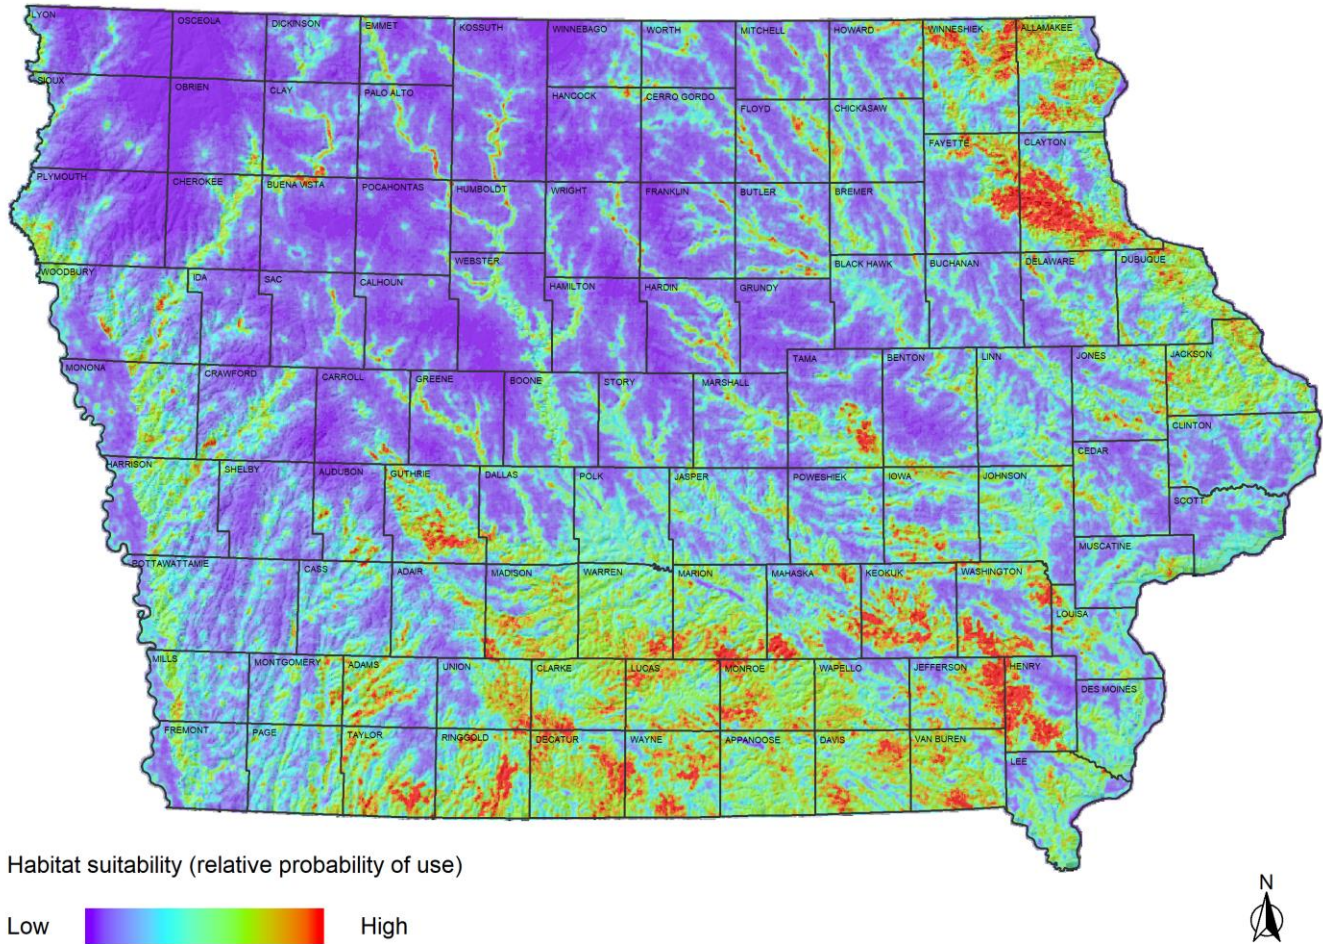 LYON OSCEOLA DICKINSON EMMET KOSSUTH WINNEBAGO WORTH MITCHELL HOWARD WINNESHIEK ALLAMAKEE
SIOUX OBRIEN CLAY PALO ALTO HANCOCK CERRO GORDO FLOYD CHICKASAW
FAYETTE CLAYTON
PLYMOUTH CHEROKEE BUENA VISTA POCAHONTAS HUMBOLDT WRIGHT FRANKLIN BUTLER BREMER
WEBSTER BLACK HAWK BUCHANAN DELAWARE DUBUQUE
WOODBURY IDA SAC CALHOUN HAMILTON HARDIN GRUNDY
TAMA BENTON LINN JONES JACKSON
MONONA CRAWFORD CARROLL GREENE BOONE STORY MARSHALL
CLINTON
CEDAR
HARRISON SHELBY AUDUBON GUTHRIE DALLAS POLK JASPER POWESHIEK IOWA JOHNSON
SCOTT
MUSCATINE
POTTAWATTAMIE CASS ADAIR MADISON WARREN MARION MAHASKA KEOKUK WASHINGTON
LOUISA
MILLS MONTGOMERY ADAMS UNION CLARKE LUCAS MONROE WAPELLO JEFFERSON HENRY
DES MOINES
FREMONT PAGE TAYLOR RINGGOLD DECATUR WAYNE APPANOOSE DAVIS VAN BUREN
LEE
Habitat suitability (relative probability of use)
Low High
N